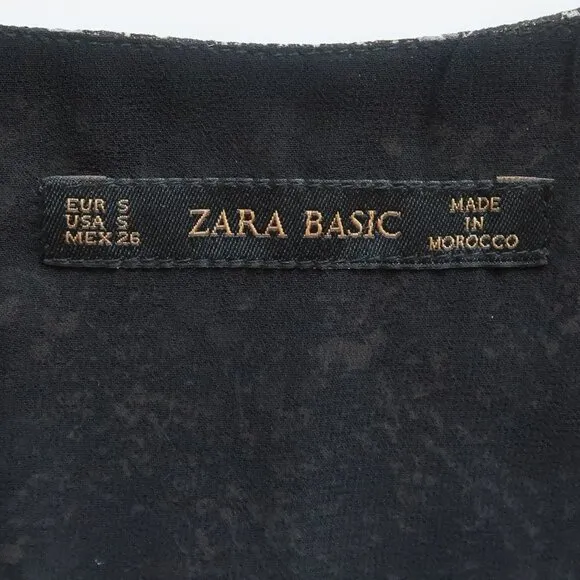 EUR S
USA S
MEX 26
ZARA BASIC
MADE
IN
MOROCCO